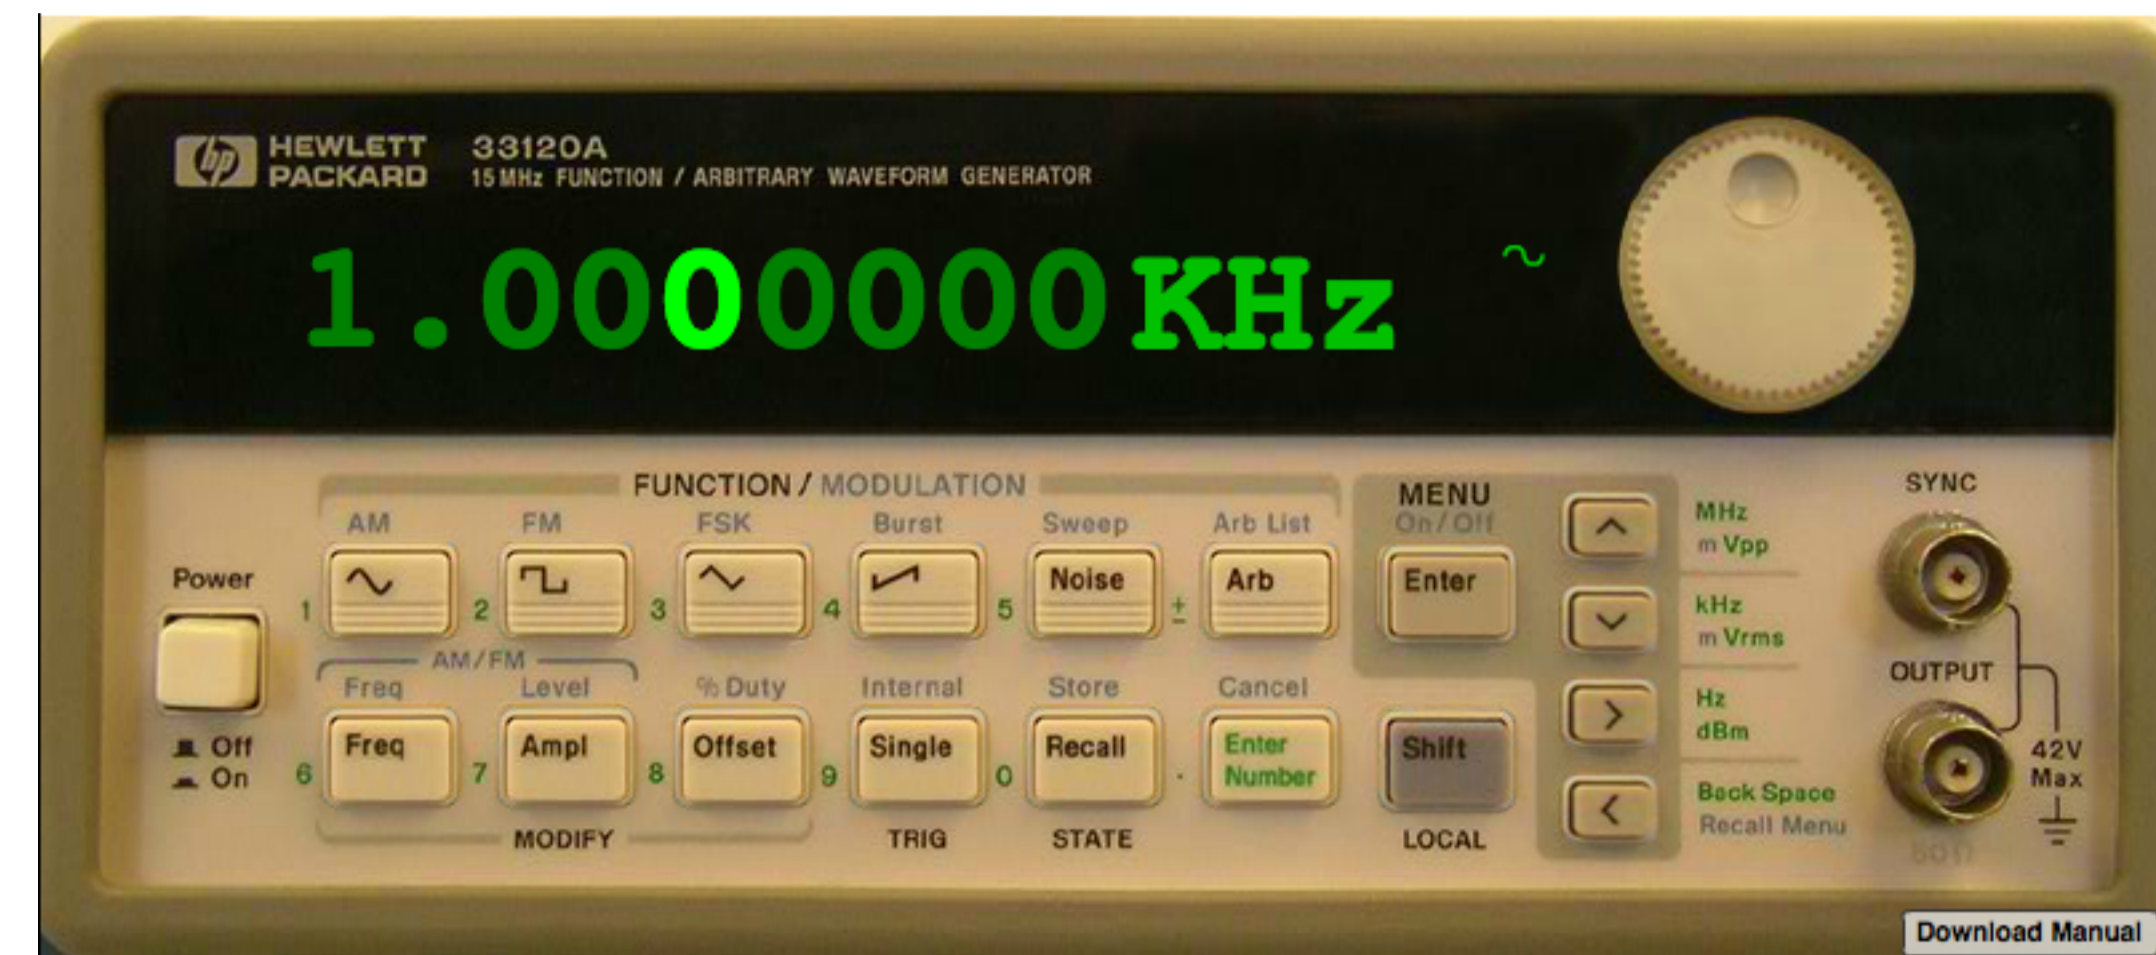 hp HEWLETT PACKARD 33120A
15 MHz FUNCTION / ARBITRARY WAVEFORM GENERATOR
1.0000000KHz
FUNCTION / MODULATION
MENU
On/Off
SYNC
AM FM FSK Burst Sweep Arb List
Power
1 2 3 4 5 Noise ± Arb
Enter
MHz
m Vpp
kHz
m Vrms
AM/FM
Freq Level % Duty Internal Store Cancel
OUTPUT
Off
On
6 Freq 7 Ampl 8 Offset 9 Single 0 Recall . Enter Number
Shift
Hz
dBm
42V
Max
Back Space
Recall Menu
MODIFY TRIG STATE LOCAL
50Ω
Download Manual